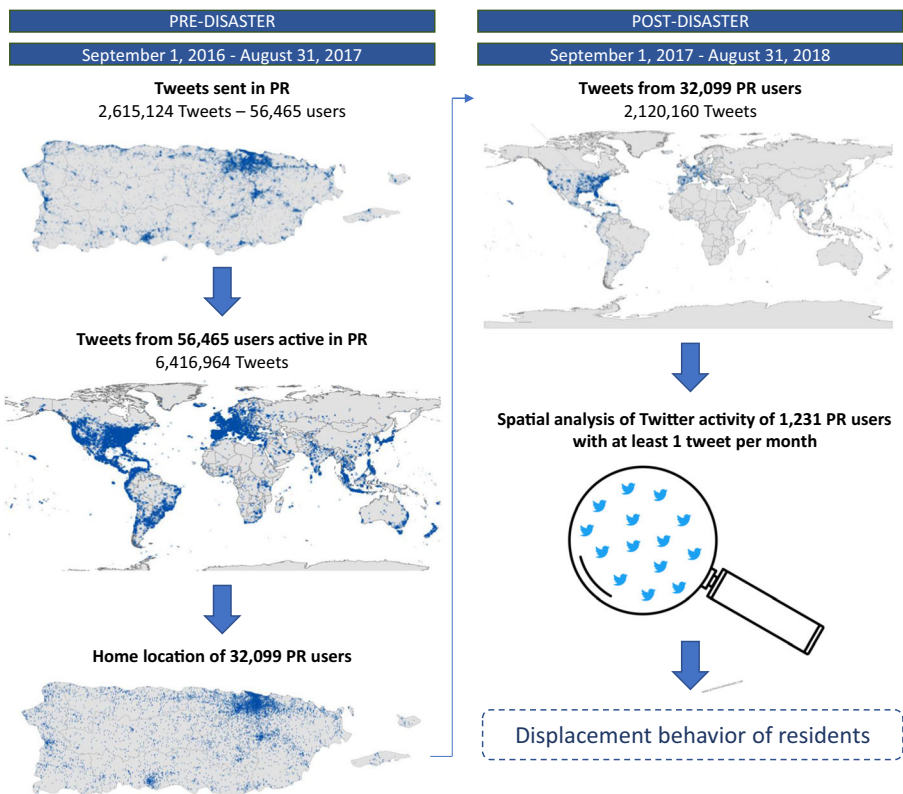 PRE-DISASTER
September 1, 2016 - August 31, 2017
Tweets sent in PR
2,615,124 Tweets – 56,465 users
Tweets from 56,465 users active in PR
6,416,964 Tweets
Home location of 32,099 PR users
POST-DISASTER
September 1, 2017 - August 31, 2018
Tweets from 32,099 PR users
2,120,160 Tweets
Spatial analysis of Twitter activity of 1,231 PR users
with at least 1 tweet per month
Displacement behavior of residents